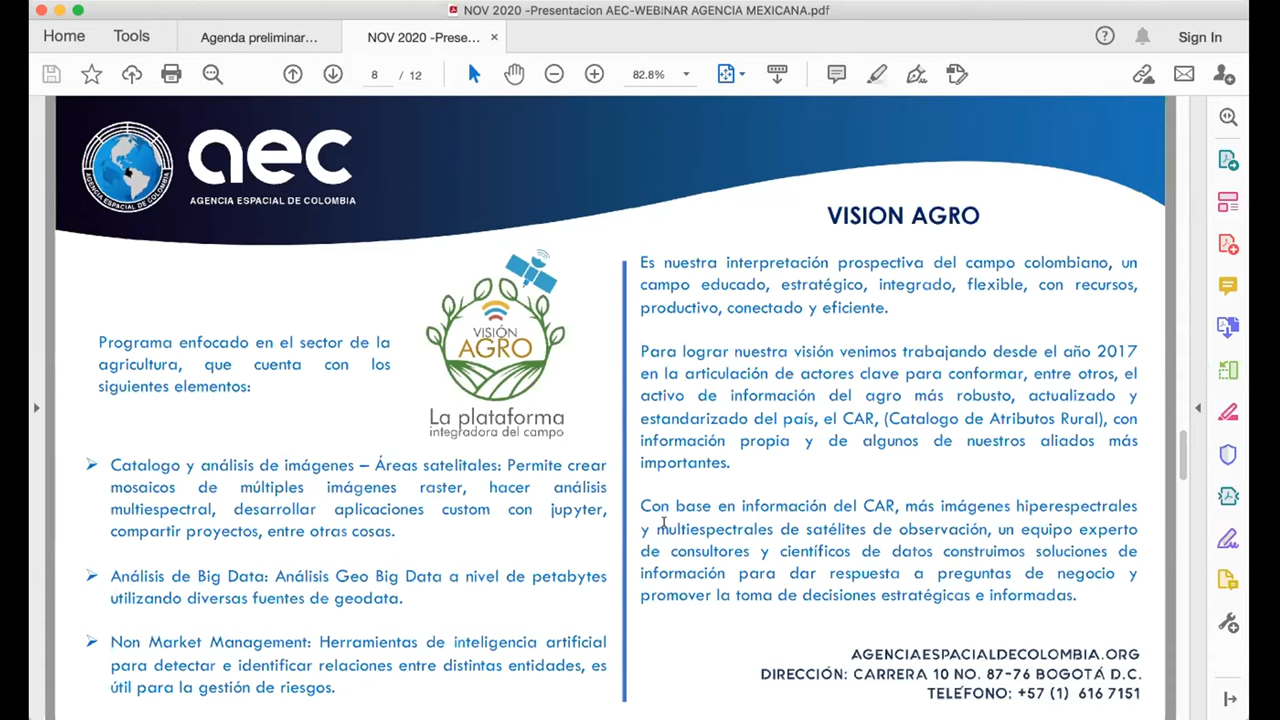 NOV 2020 -Presentacion AEC-WEBINAR AGENCIA MEXICANA.pdf
Home
Tools
Agenda preliminar...
NOV 2020 -Prese...
Sign In
8 / 12
82.8%
aec
AGENCIA ESPACIAL DE COLOMBIA
AGENCIA ESPACIAL DE COLOMBIA
Programa enfocado en el sector de la
agricultura, que cuenta con los
siguientes elementos:
VISIÓN
AGRO
La plataforma
integradora del campo
Catalogo y análisis de imágenes – Áreas satelitales: Permite crear
mosaicos de múltiples imágenes raster, hacer análisis
multiespectral, desarrollar aplicaciones custom con jupyter,
compartir proyectos, entre otras cosas.
Análisis de Big Data: Análisis Geo Big Data a nivel de petabytes
utilizando diversas fuentes de geodata.
Non Market Management: Herramientas de inteligencia artificial
para detectar e identificar relaciones entre distintas entidades, es
útil para la gestión de riesgos.
VISION AGRO
Es nuestra interpretación prospectiva del campo colombiano, un
campo educado, estratégico, integrado, flexible, con recursos,
productivo, conectado y eficiente.
Para lograr nuestra visión venimos trabajando desde el año 2017
en la articulación de actores clave para conformar, entre otros, el
activo de información del agro más robusto, actualizado y
estandarizado del país, el CAR, (Catalogo de Atributos Rural), con
información propia y de algunos de nuestros aliados más
importantes.
Con base en información del CAR, más imágenes hiperespectrales
y multiespectrales de satélites de observación, un equipo experto
de consultores y científicos de datos construimos soluciones de
información para dar respuesta a preguntas de negocio y
promover la toma de decisiones estratégicas e informadas.
AGENCIAESPACIALDECOLOMBIA.ORG
DIRECCIÓN: CARRERA 10 NO. 87-76 BOGOTÁ D.C.
TELÉFONO: +57 (1) 616 7151